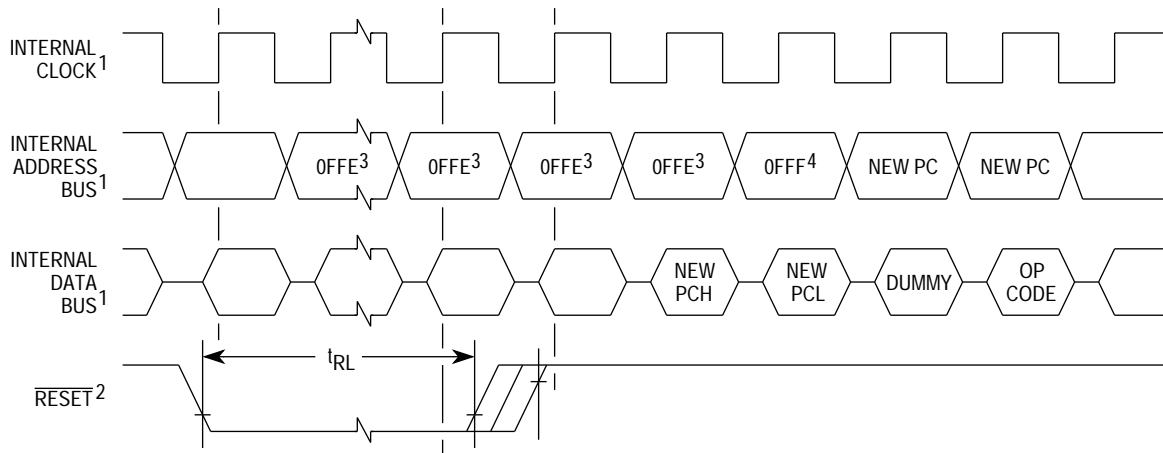 INTERNAL
CLOCK1
INTERNAL
ADDRESS
BUS1
0FFE3 0FFE3 0FFE3 0FFE3 0FFF4 NEW PC NEW PC
INTERNAL
DATA
BUS1
NEW
PCH
NEW
PCL
DUMMY
OP
CODE
tRL
RESET2